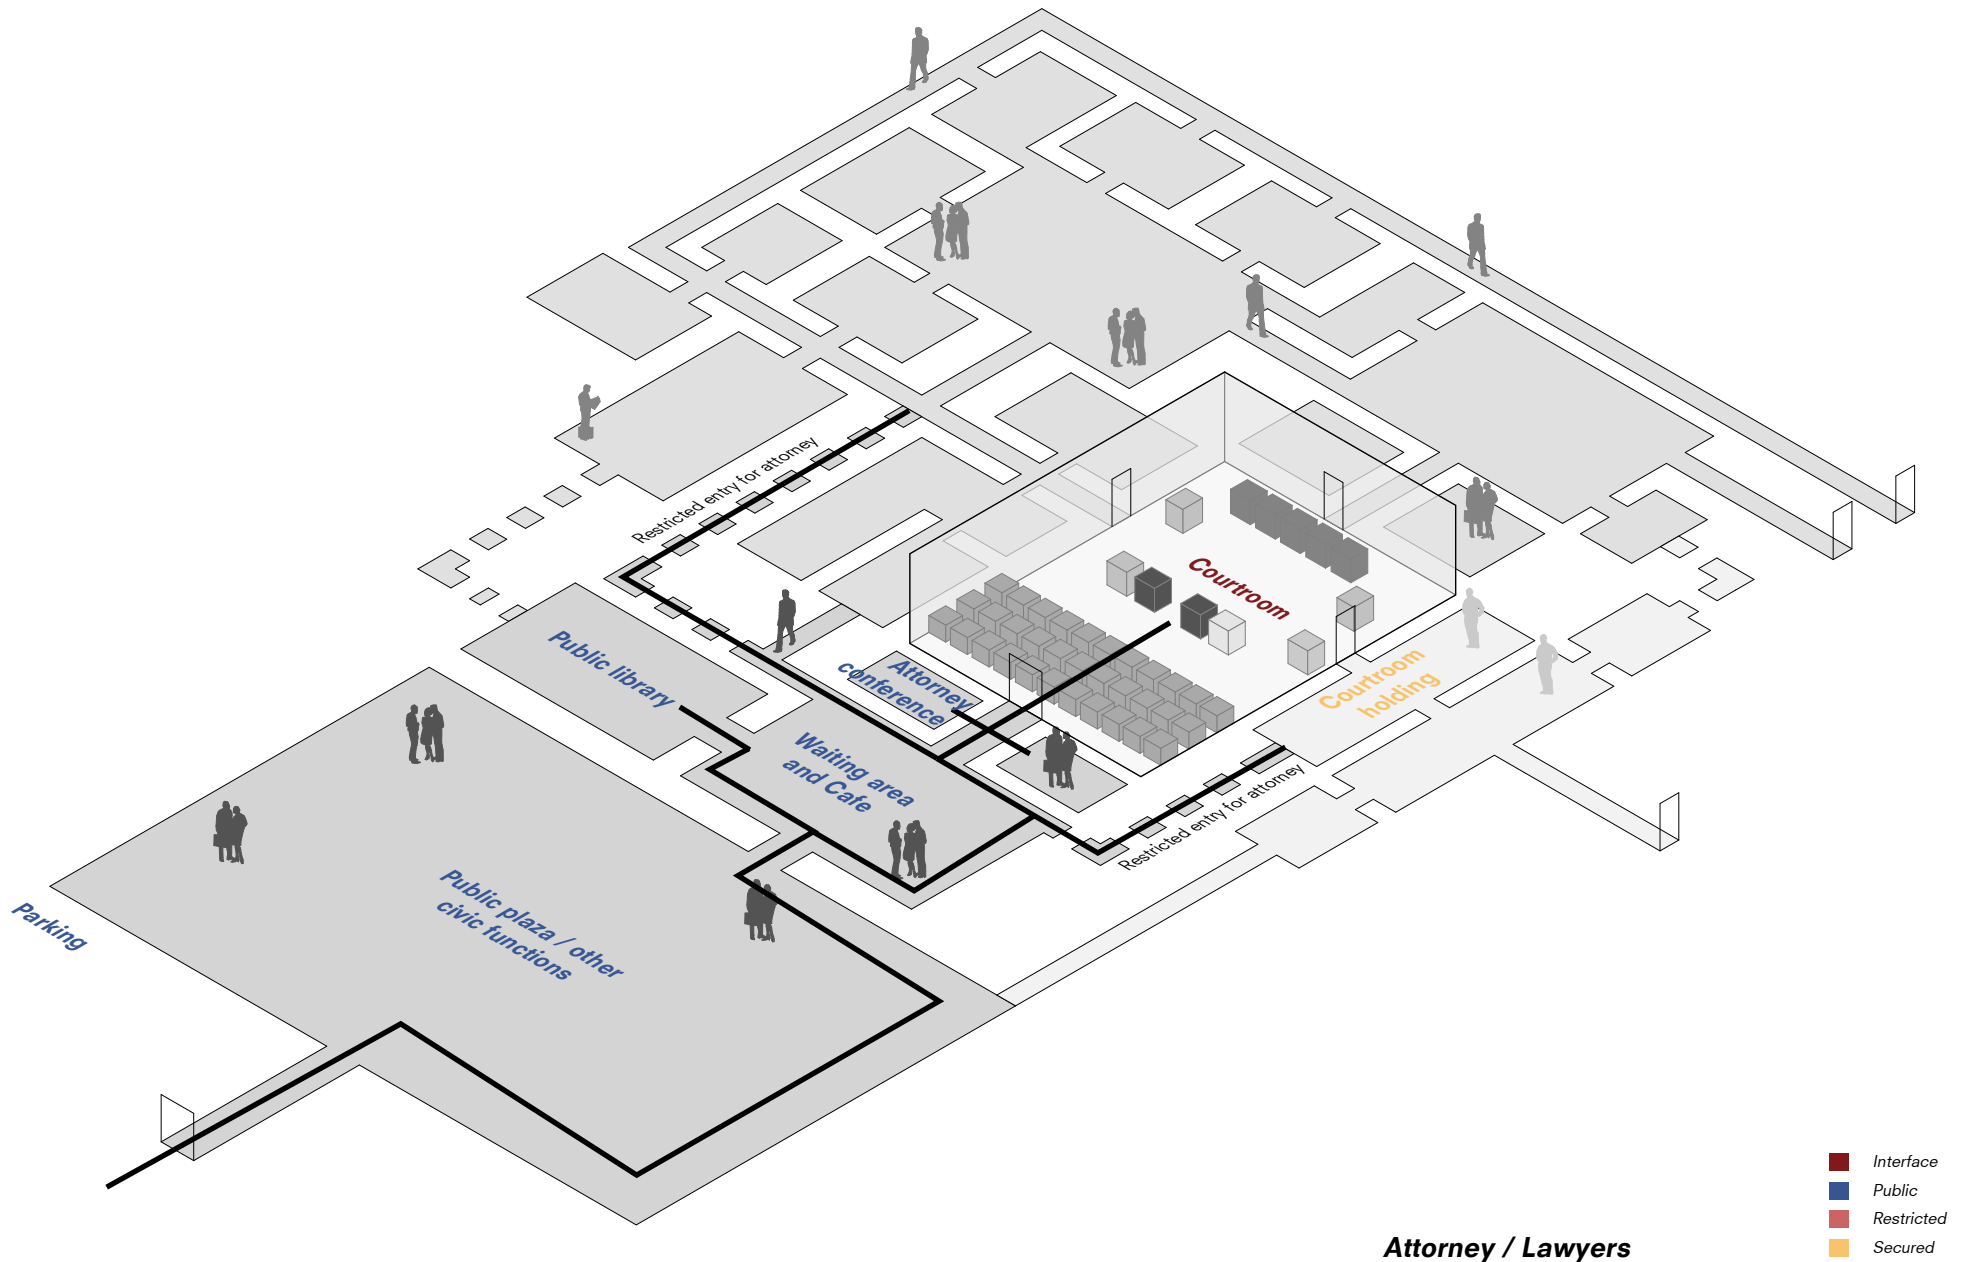 Restricted entry for attorney
Courtroom
Public library
Attorney
conference
Courtroom
holding
Waiting area
and Cafe
Restricted entry for attorney
Public plaza / other
civic functions
Parking
Interface
Public
Restricted
Secured
Attorney / Lawyers